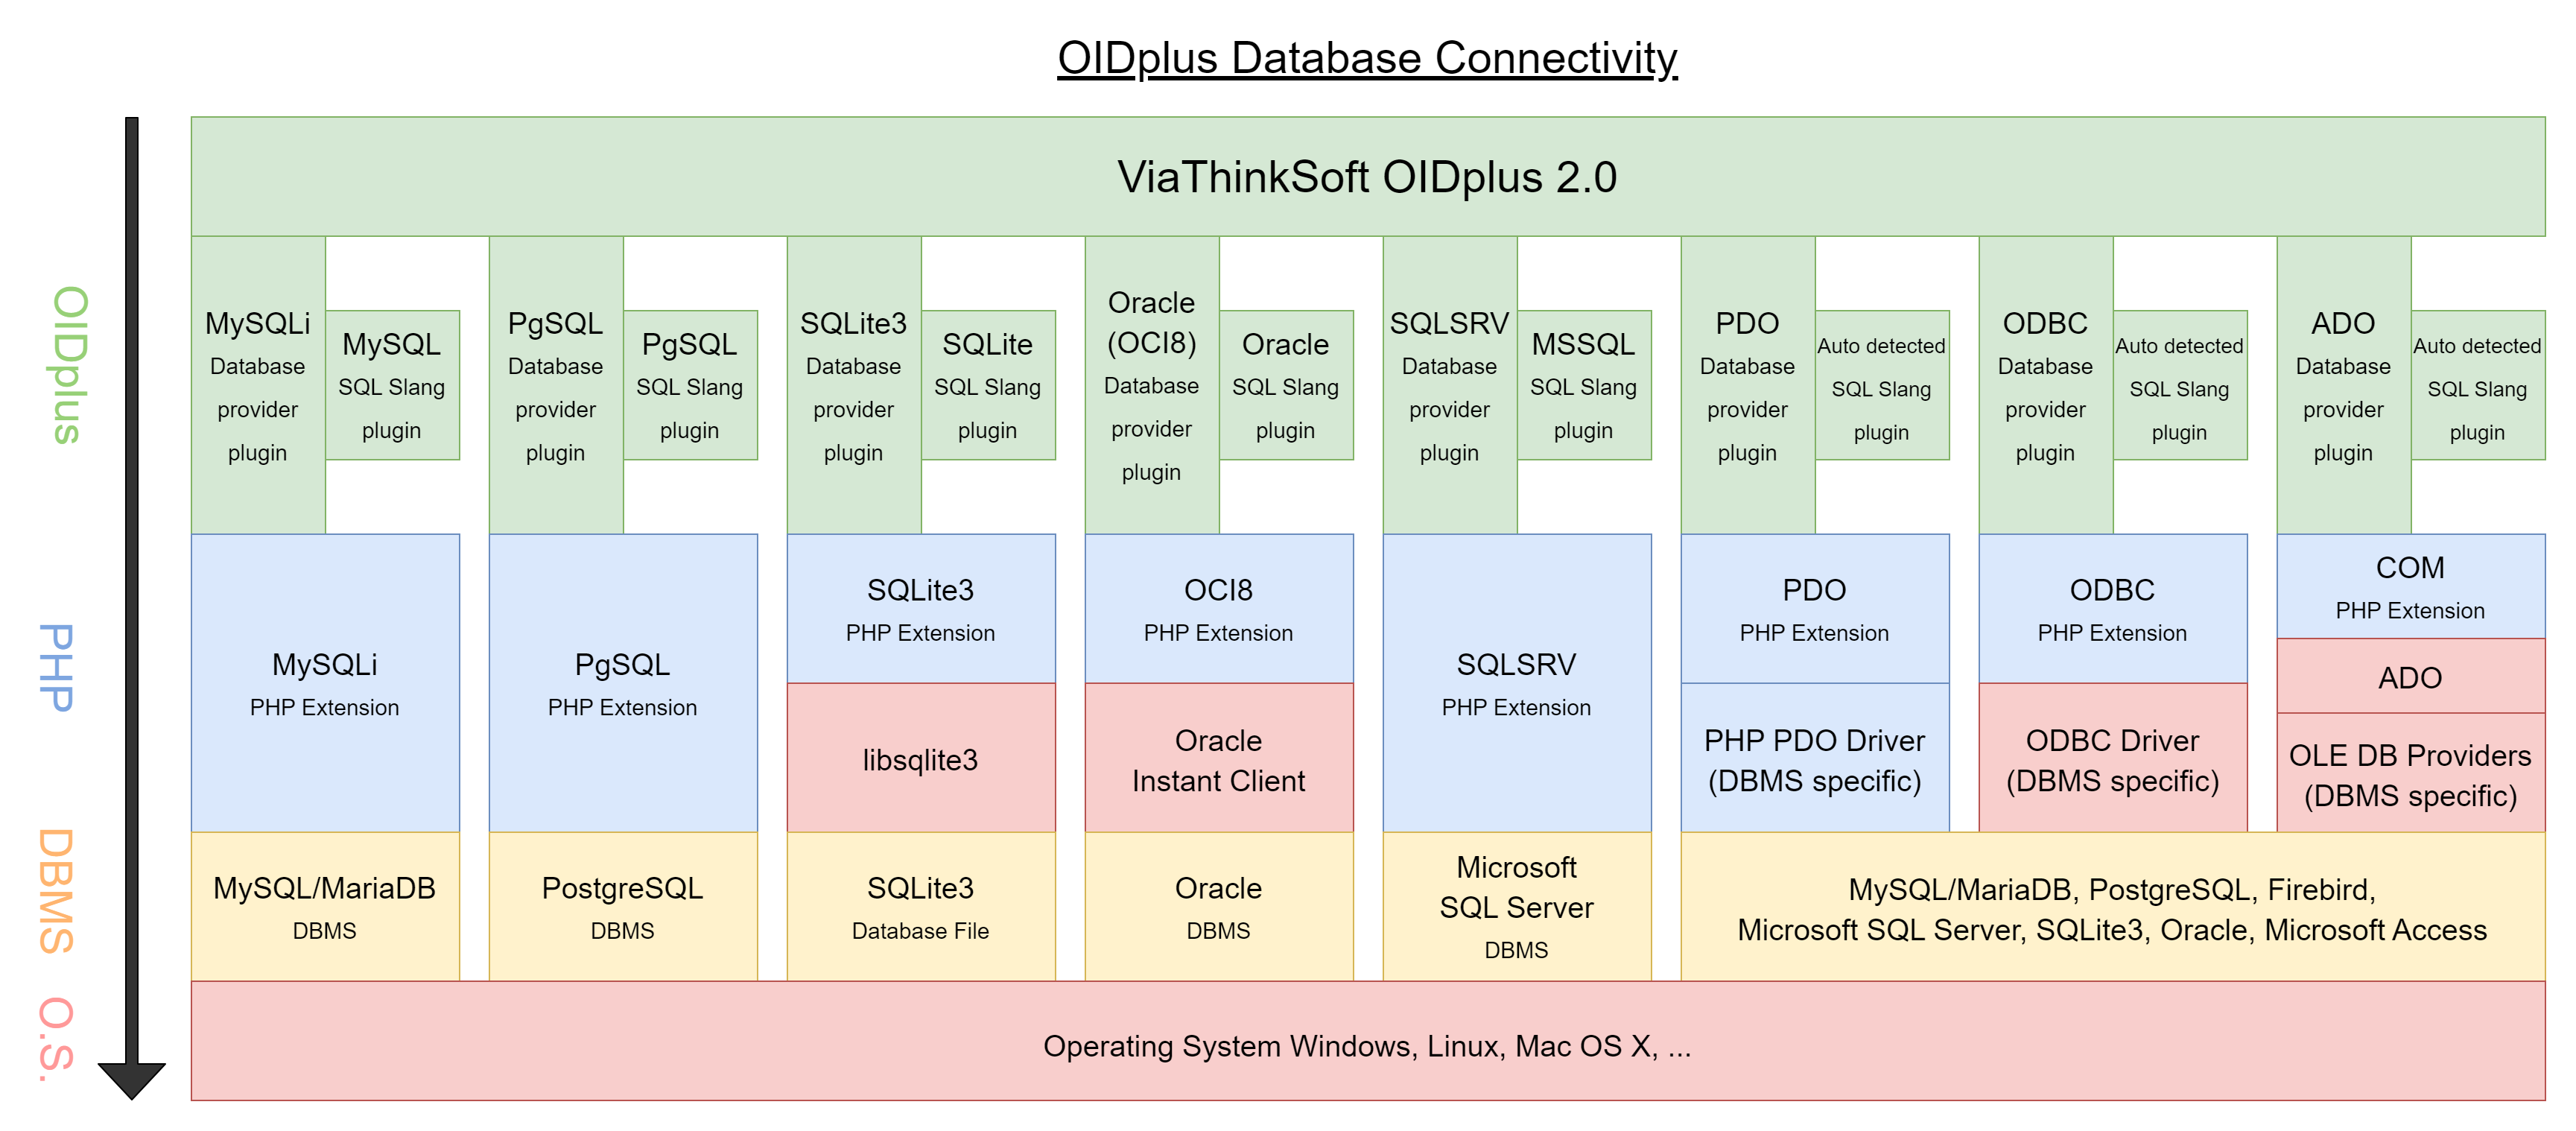 OIDplus Database Connectivity
ViaThinkSoft OIDplus 2.0
OIDplus
PHP
DBMS
O.S.
MySQLi
Database
provider
plugin
MySQL
SQL Slang
plugin
PgSQL
Database
provider
plugin
PgSQL
SQL Slang
plugin
SQLite3
Database
provider
plugin
SQLite
SQL Slang
plugin
Oracle
(OCI8)
Database
provider
plugin
Oracle
SQL Slang
plugin
SQLSRV
Database
provider
plugin
MSSQL
SQL Slang
plugin
PDO
Database
provider
plugin
Auto detected
SQL Slang
plugin
ODBC
Database
provider
plugin
Auto detected
SQL Slang
plugin
ADO
Database
provider
plugin
Auto detected
SQL Slang
plugin
MySQLi
PHP Extension
PgSQL
PHP Extension
SQLite3
PHP Extension
libsqlite3
OCI8
PHP Extension
Oracle
Instant Client
SQLSRV
PHP Extension
PDO
PHP Extension
PHP PDO Driver
(DBMS specific)
ODBC
PHP Extension
ODBC Driver
(DBMS specific)
COM
PHP Extension
ADO
OLE DB Providers
(DBMS specific)
MySQL/MariaDB
DBMS
PostgreSQL
DBMS
SQLite3
Database File
Oracle
DBMS
Microsoft
SQL Server
DBMS
MySQL/MariaDB, PostgreSQL, Firebird,
Microsoft SQL Server, SQLite3, Oracle, Microsoft Access
Operating System Windows, Linux, Mac OS X, ...